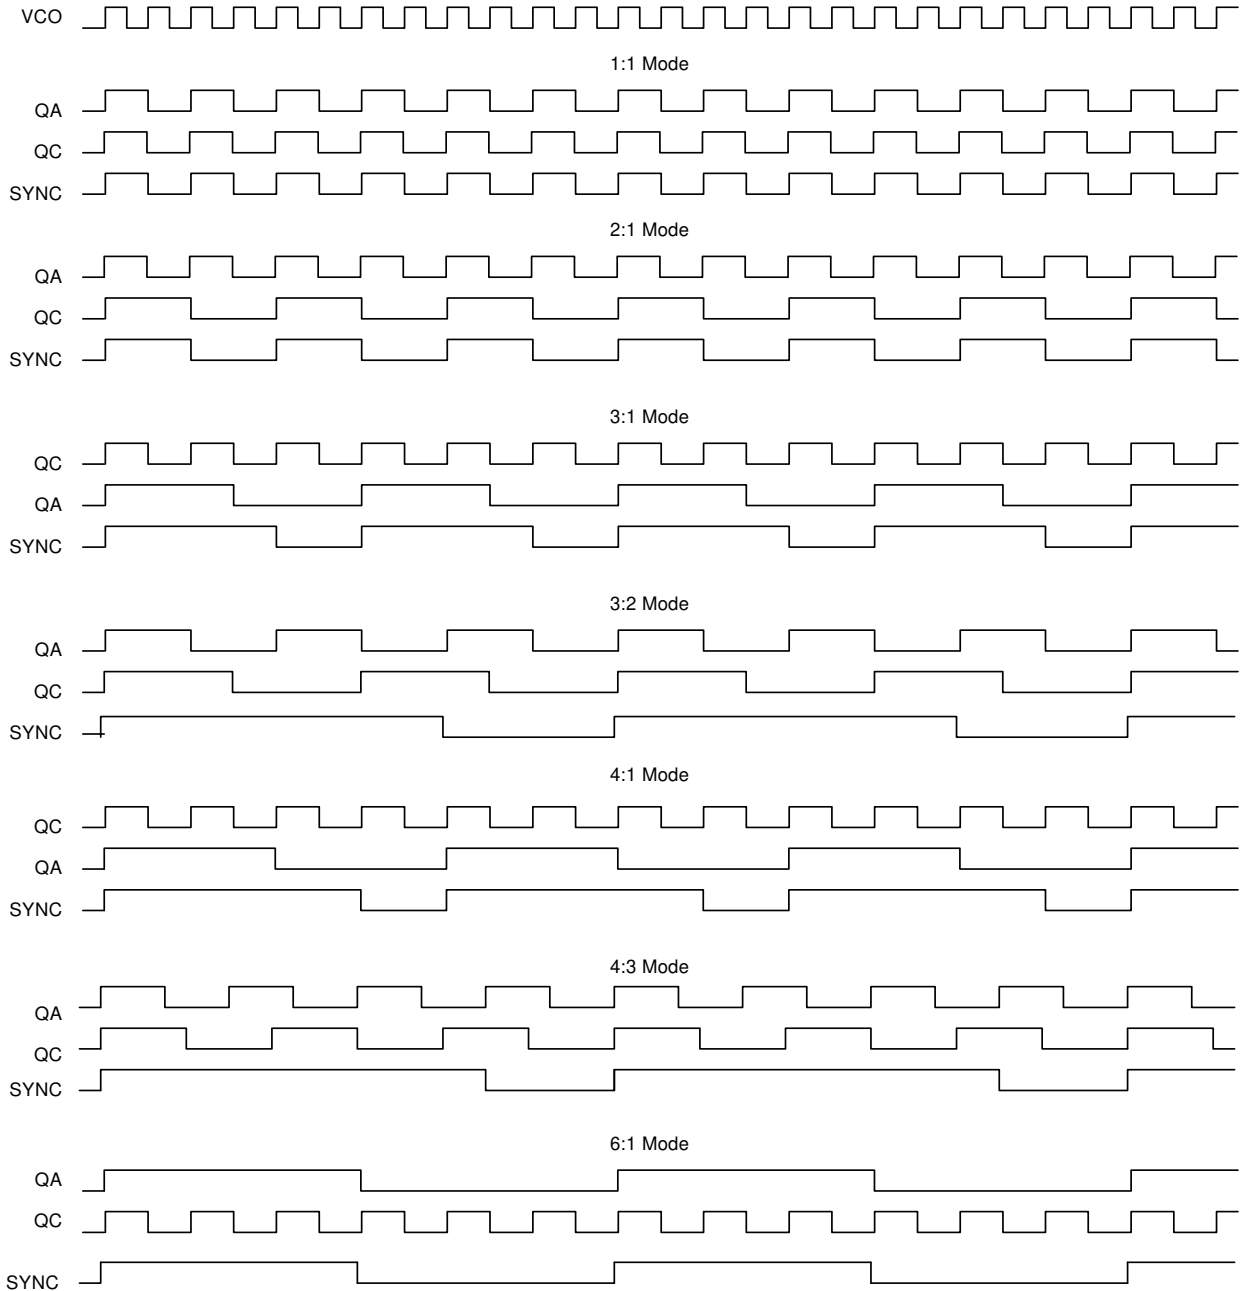 VCO
1:1 Mode
QA
QC
SYNC
2:1 Mode
QA
QC
SYNC
3:1 Mode
QC
QA
SYNC
3:2 Mode
QA
QC
SYNC
4:1 Mode
QC
QA
SYNC
4:3 Mode
QA
QC
SYNC
6:1 Mode
QA
QC
SYNC